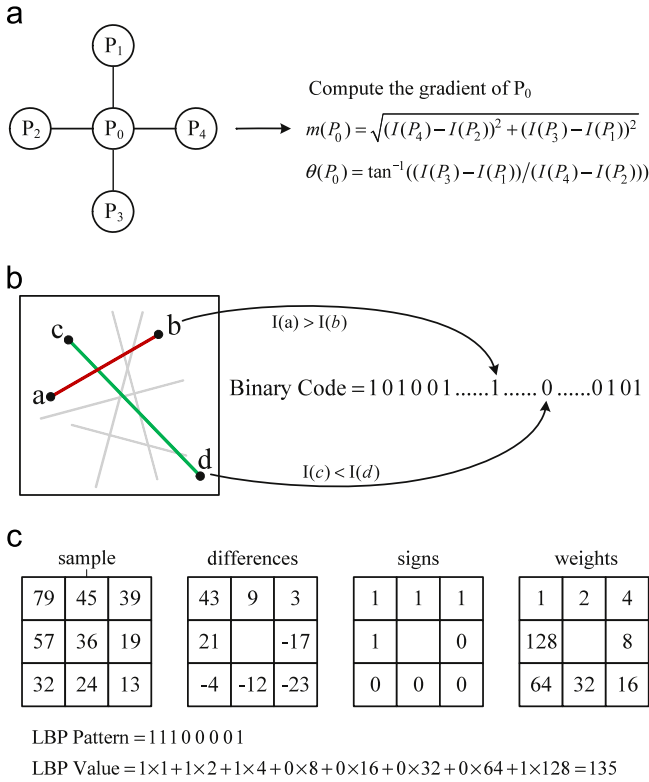 a
P1
P2 P0 P4
P3
Compute the gradient of P0
m(P0) = √(I(P4)−I(P2))² + (I(P3)−I(P1))²
θ(P0) = tan⁻¹((I(P3)−I(P1))/(I(P4)−I(P2)))
b
c b
a
d
I(a) > I(b)
Binary Code = 1 0 1 0 0 1 ...... 1 ...... 0 ...... 0 1 0 1
I(c) < I(d)
c
sample differences signs weights
79 45 39 43 9 3 1 1 1 1 2 4
57 36 19 21 -17 1 0 128 8
32 24 13 -4 -12 -23 0 0 0 64 32 16
LBP Pattern = 1 1 1 0 0 0 0 1
LBP Value = 1×1+1×2+1×4+0×8+0×16+0×32+0×64+1×128 = 135